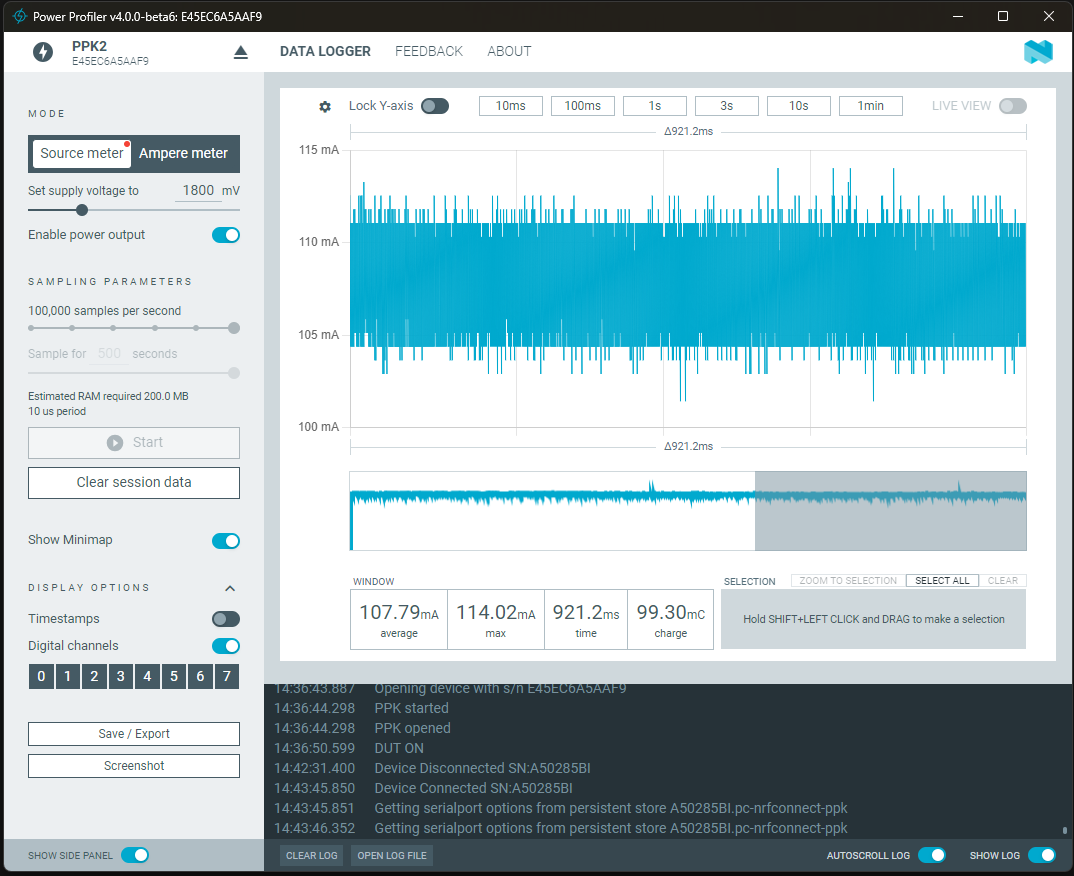 Power Profiler v4.0.0-beta6: E45EC6A5AAF9
PPK2
E45EC6A5AAF9
DATA LOGGER FEEDBACK ABOUT
MODE
Source meter Ampere meter
Set supply voltage to 1800 mV
Enable power output
SAMPLING PARAMETERS
100,000 samples per second
Sample for 500 seconds
Estimated RAM required 200.0 MB
10 us period
Start
Clear session data
Show Minimap
DISPLAY OPTIONS
Timestamps
Digital channels
0 1 2 3 4 5 6 7
Save / Export
Screenshot
SHOW SIDE PANEL
Lock Y-axis 10ms 100ms 1s 3s 10s 1min LIVE VIEW
Δ921.2ms
115 mA
110 mA
105 mA
100 mA
Δ921.2ms
WINDOW
107.79mA 114.02mA 921.2ms 99.30mC
average max time charge
SELECTION ZOOM TO SELECTION SELECT ALL CLEAR
Hold SHIFT+LEFT CLICK and DRAG to make a selection
14:36:43.887 Opening device with s/n E45EC6A5AAF9
14:36:44.298 PPK started
14:36:44.298 PPK opened
14:36:50.599 DUT ON
14:42:31.400 Device Disconnected SN:A50285BI
14:43:45.850 Device Connected SN:A50285BI
14:43:45.851 Getting serialport options from persistent store A50285BI.pc-nrfconnect-ppk
14:43:46.352 Getting serialport options from persistent store A50285BI.pc-nrfconnect-ppk
CLEAR LOG OPEN LOG FILE AUTOSCROLL LOG SHOW LOG